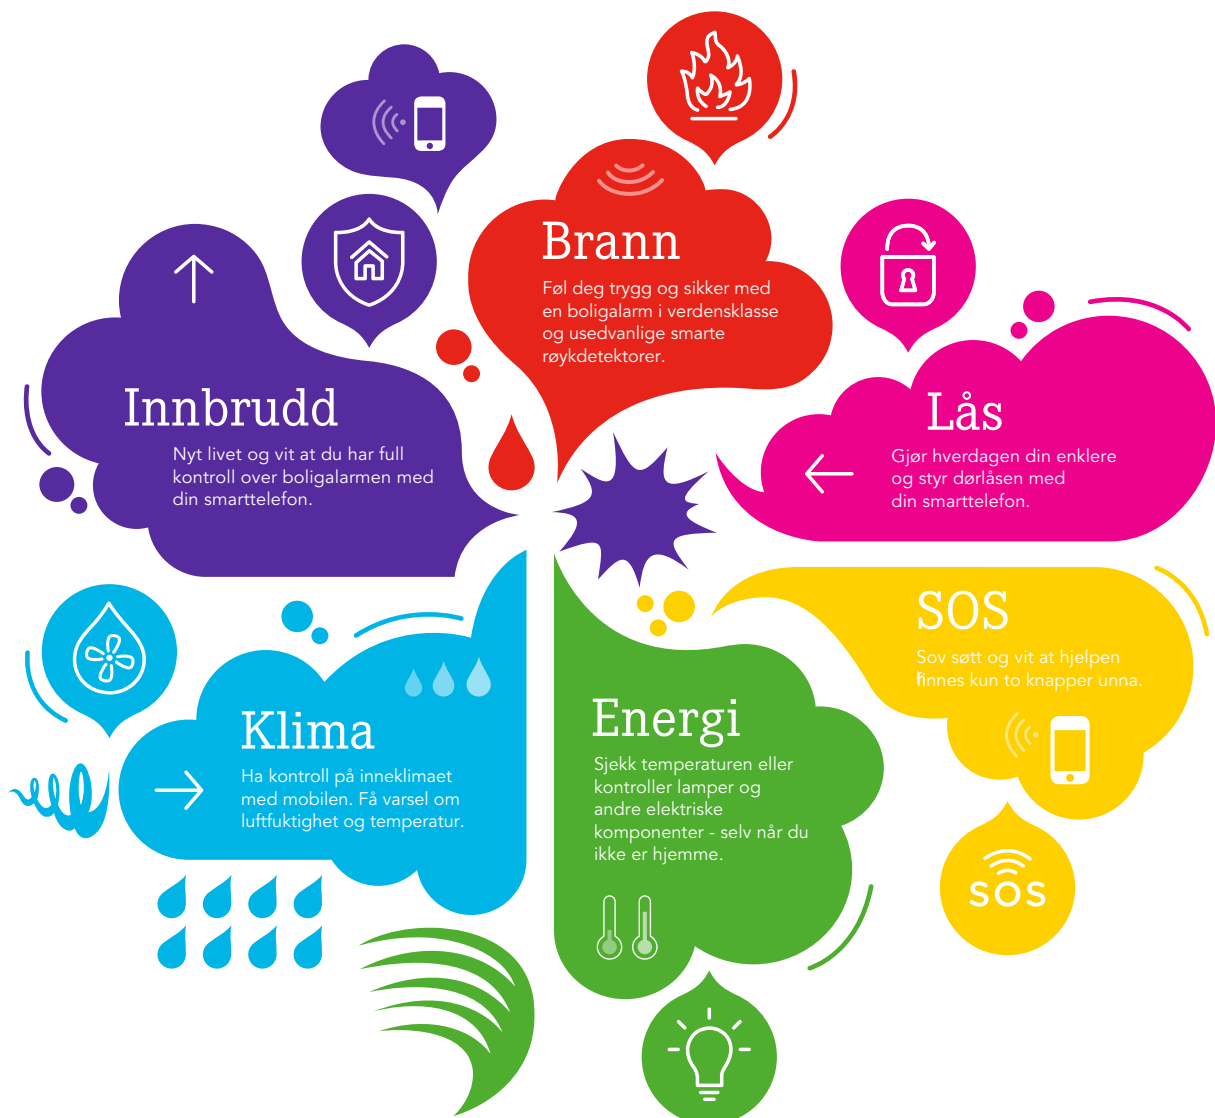 Brann
Føl deg trygg og sikker med
en boligalarm i verdensklasse
og usedvanlige smarte
røykdetektorer.
Innbrudd
Nyt livet og vit at du har full
kontroll over boligalarmen med
din smarttelefon.
Lås
Gjør hverdagen din enklere
og styr dørlåsen med
din smarttelefon.
SOS
Sov søtt og vit at hjelpen
finnes kun to knapper unna.
sos
Klima
Ha kontroll på inneklimaet
med mobilen. Få varsel om
luftfuktighet og temperatur.
Energi
Sjekk temperaturen eller
kontroller lamper og
andre elektriske
komponenter - selv når du
ikke er hjemme.